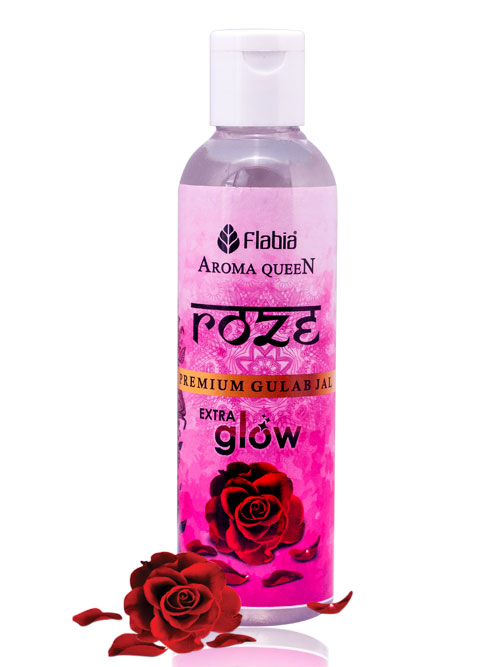 Flabia®
AROMA QUEEN
roze
PREMIUM GULAB JAL
EXTRA
glow